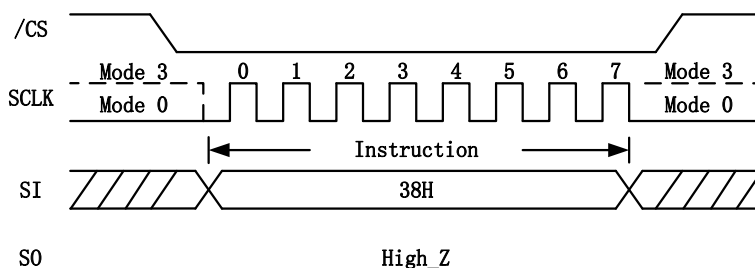 /CS
Mode 3 0 1 2 3 4 5 6 7 Mode 3
SCLK
Mode 0 Mode 0
Instruction
SI 38H
SO High_Z